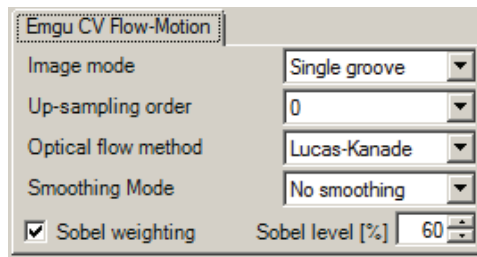 Emgu CV Flow-Motion
Image mode Single groove
Up-sampling order 0
Optical flow method Lucas-Kanade
Smoothing Mode No smoothing
Sobel weighting Sobel level [%] 60